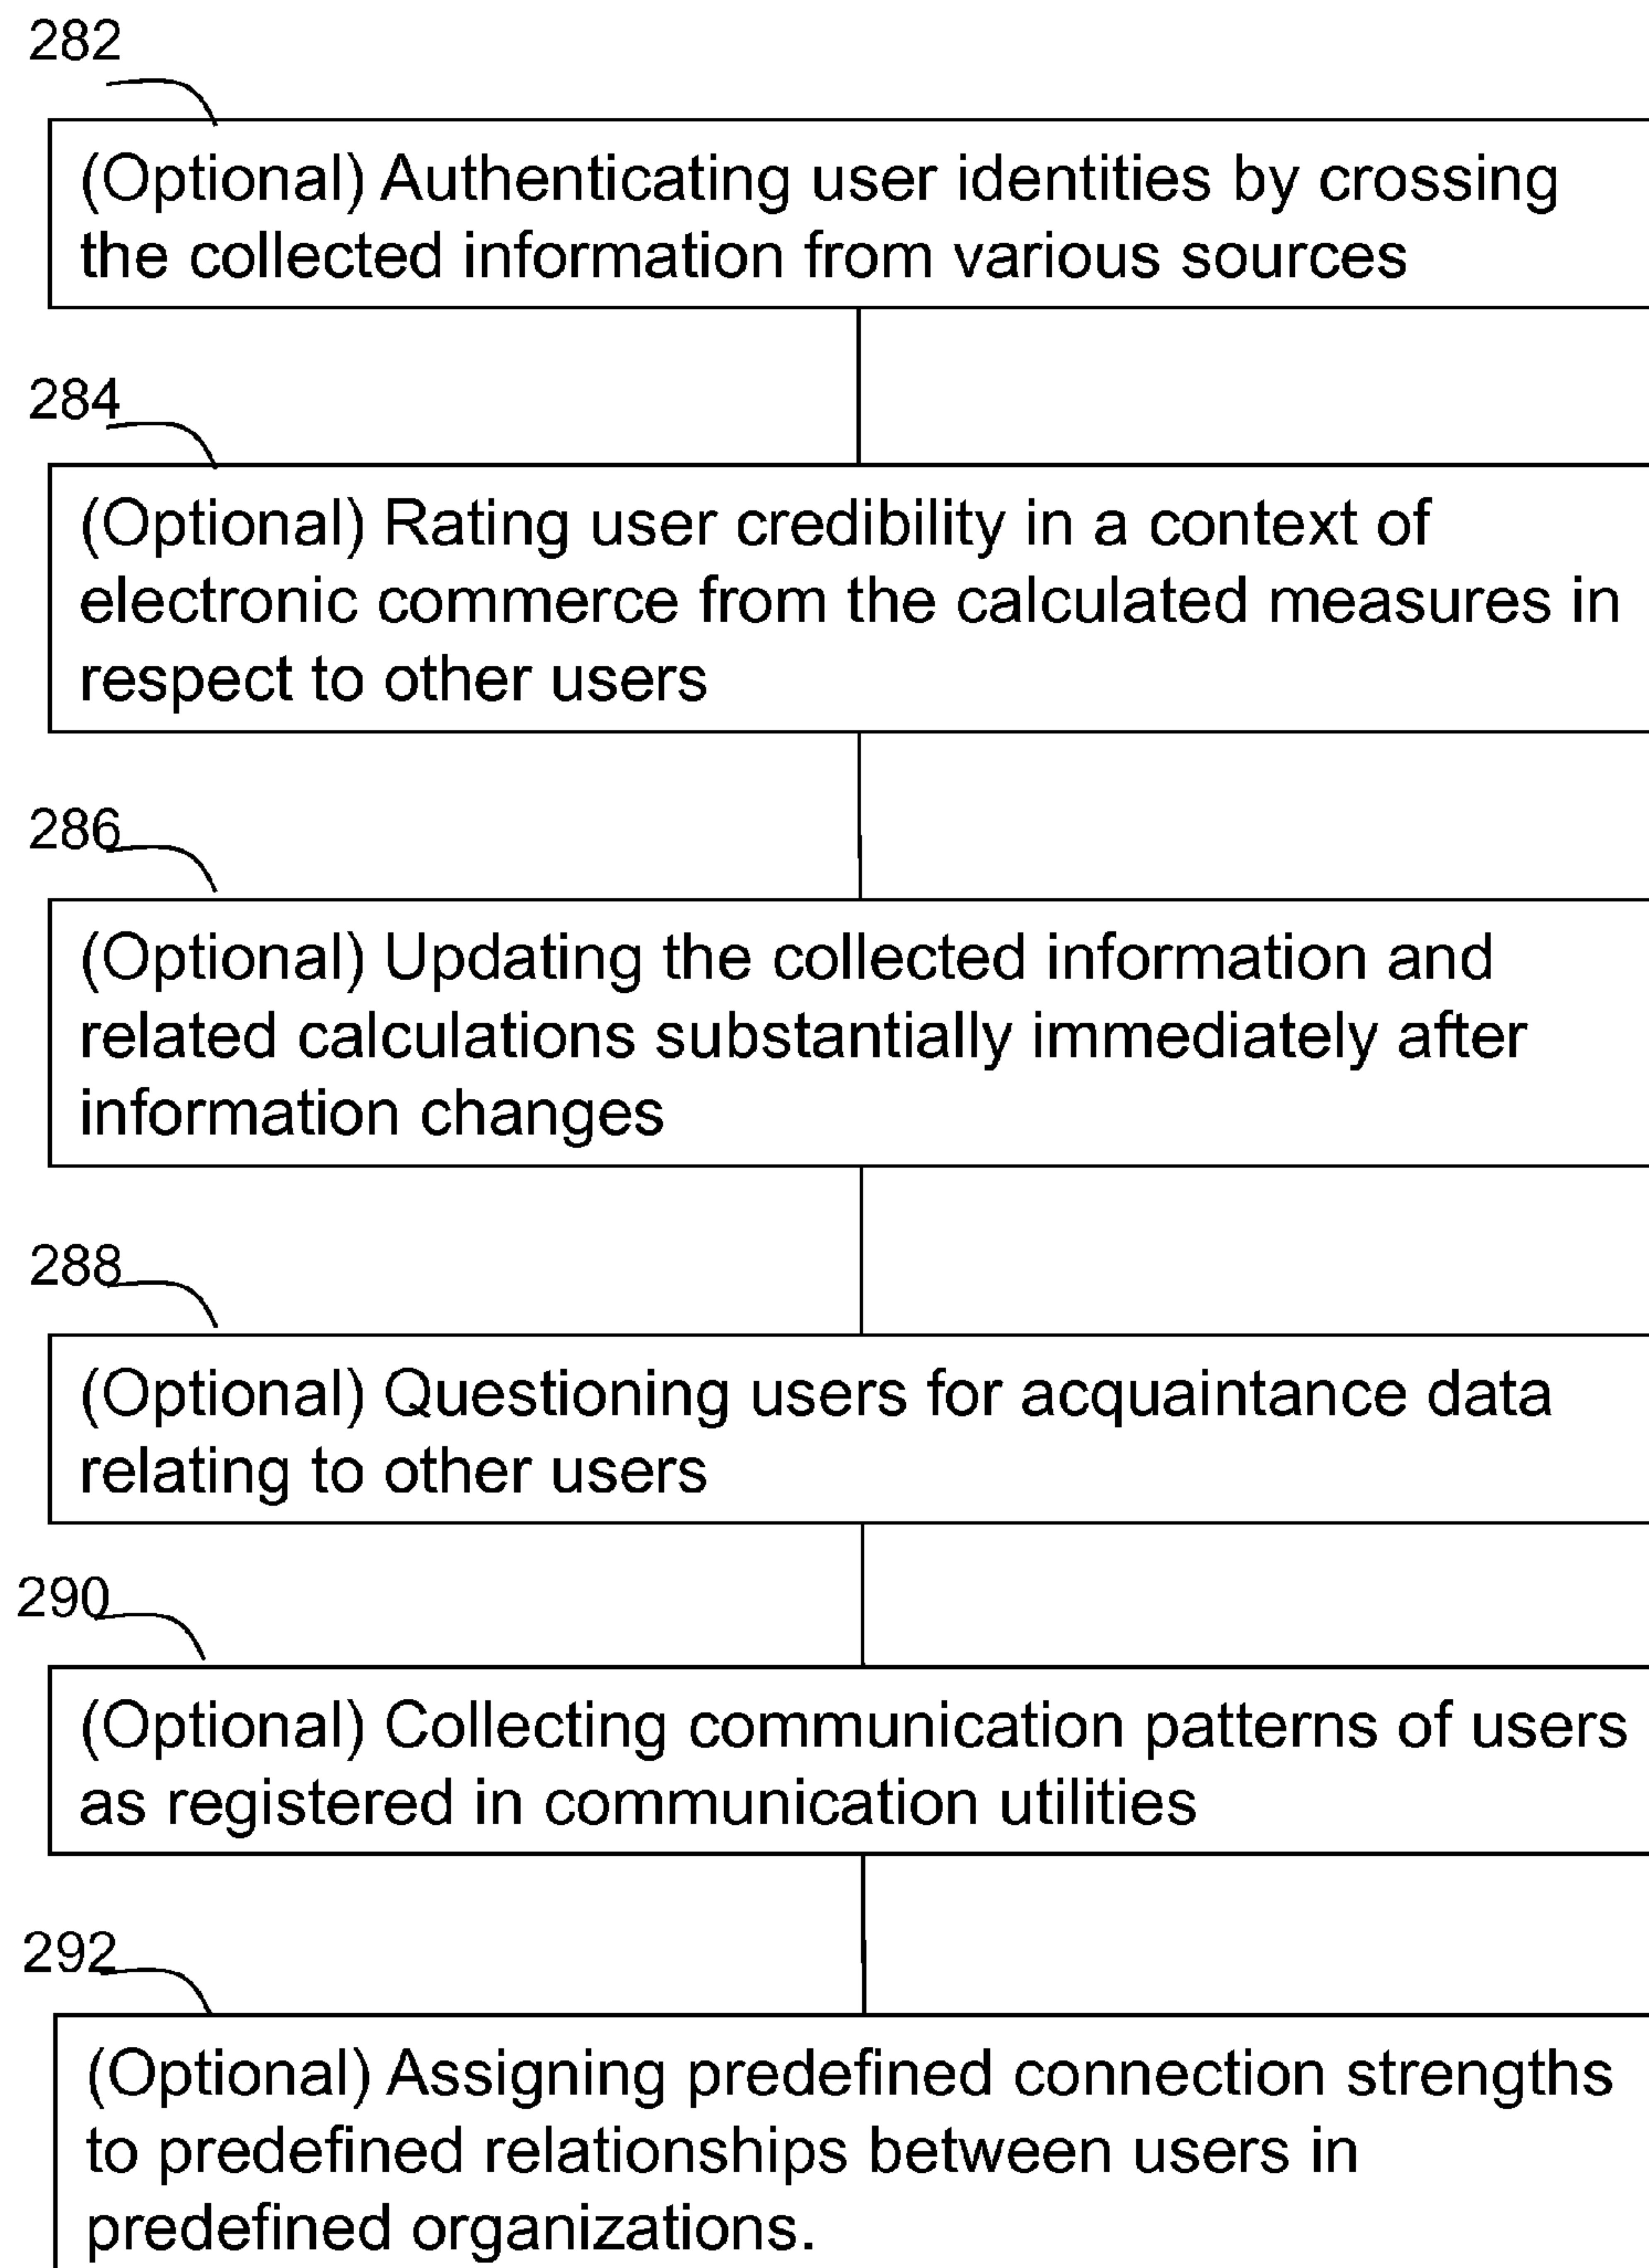 282
(Optional) Authenticating user identities by crossing
the collected information from various sources
284
(Optional) Rating user credibility in a context of
electronic commerce from the calculated measures in
respect to other users
286
(Optional) Updating the collected information and
related calculations substantially immediately after
information changes
288
(Optional) Questioning users for acquaintance data
relating to other users
290
(Optional) Collecting communication patterns of users
as registered in communication utilities
292
(Optional) Assigning predefined connection strengths
to predefined relationships between users in
predefined organizations.